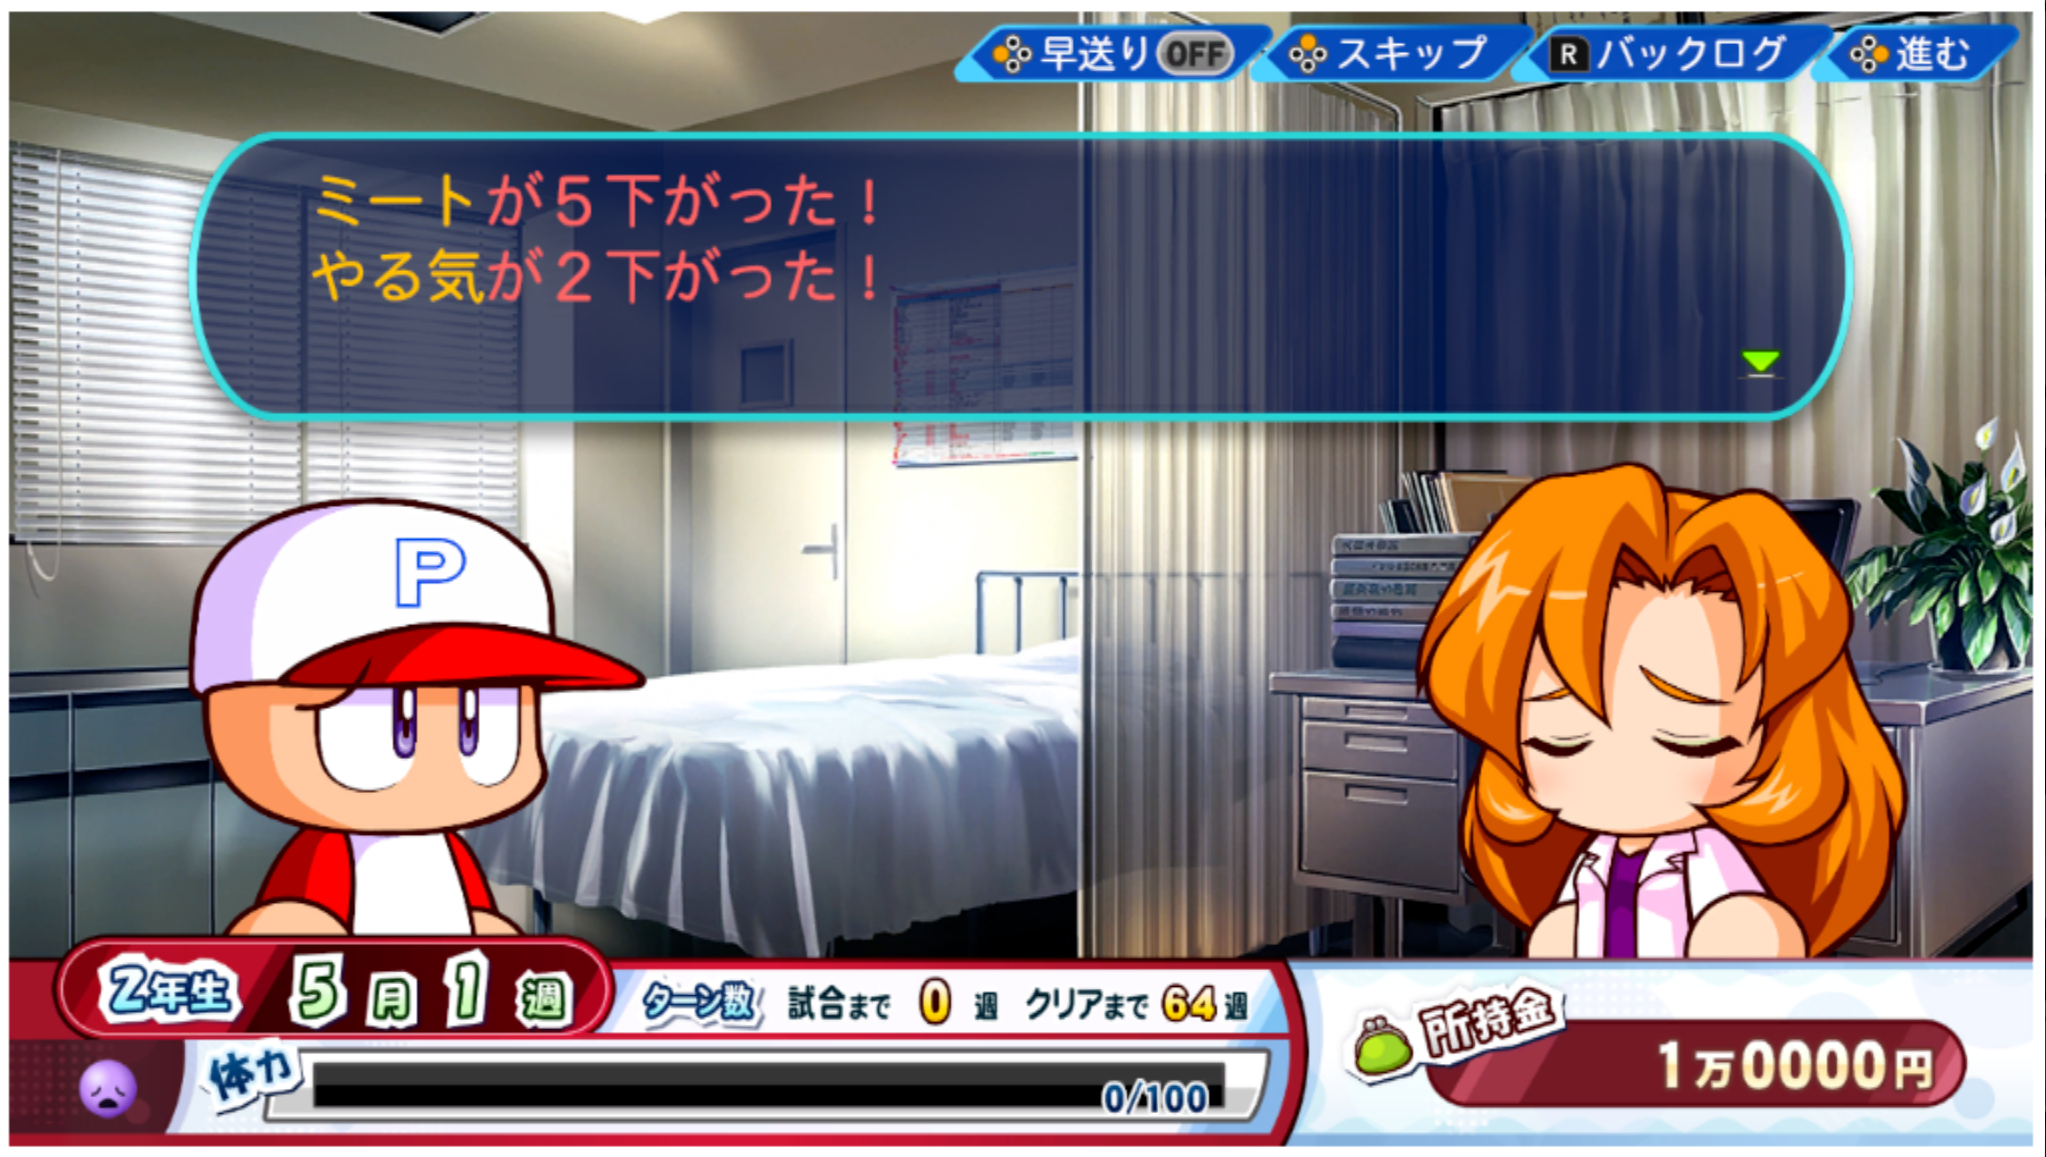 早送り OFF スキップ R バックログ 進む
ミートが5下がった!
やる気が2下がった!
P
2年生 5月1週 ターン数 試合まで 0週 クリアまで 64週
体力 0/100
所持金
1万0000円